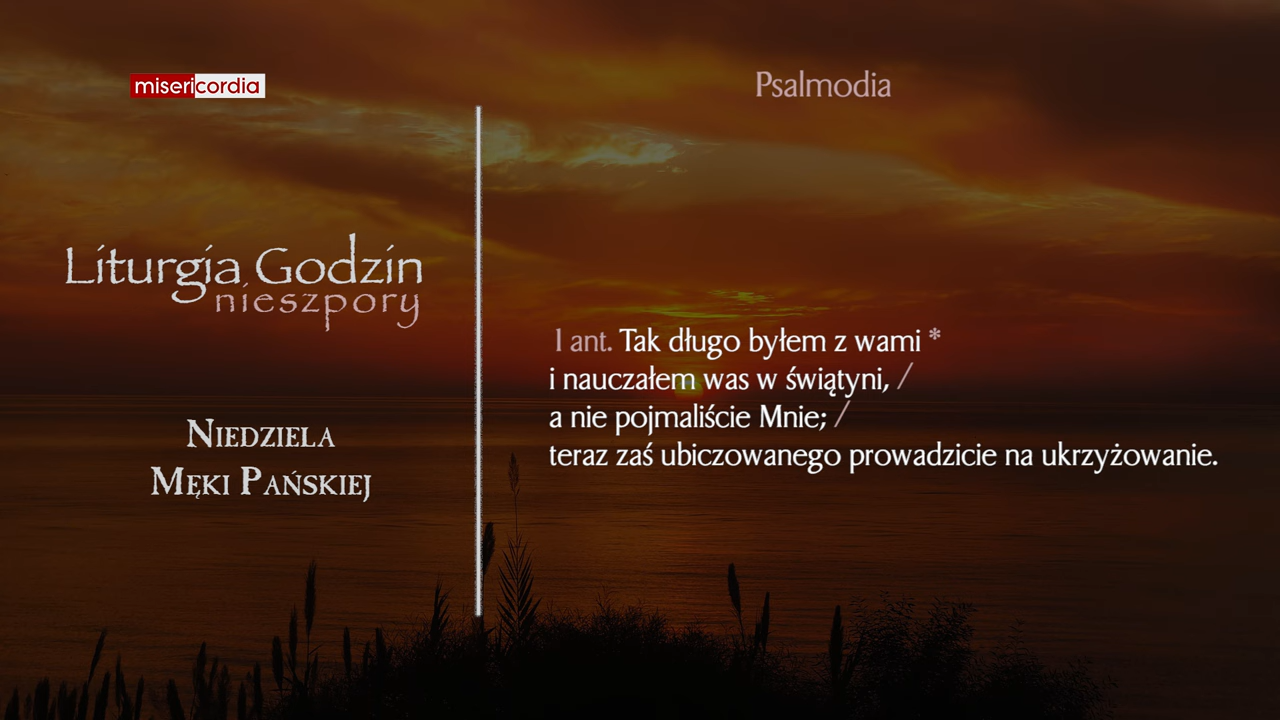 misericordia
Psalmodia
Liturgia Godzin
nieszpory
Niedziela
Męki Pańskiej
1 ant. Tak długo byłem z wami *
i nauczałem was w świątyni, /
a nie pojmaliście Mnie; /
teraz zaś ubiczowanego prowadzicie na ukrzyżowanie.